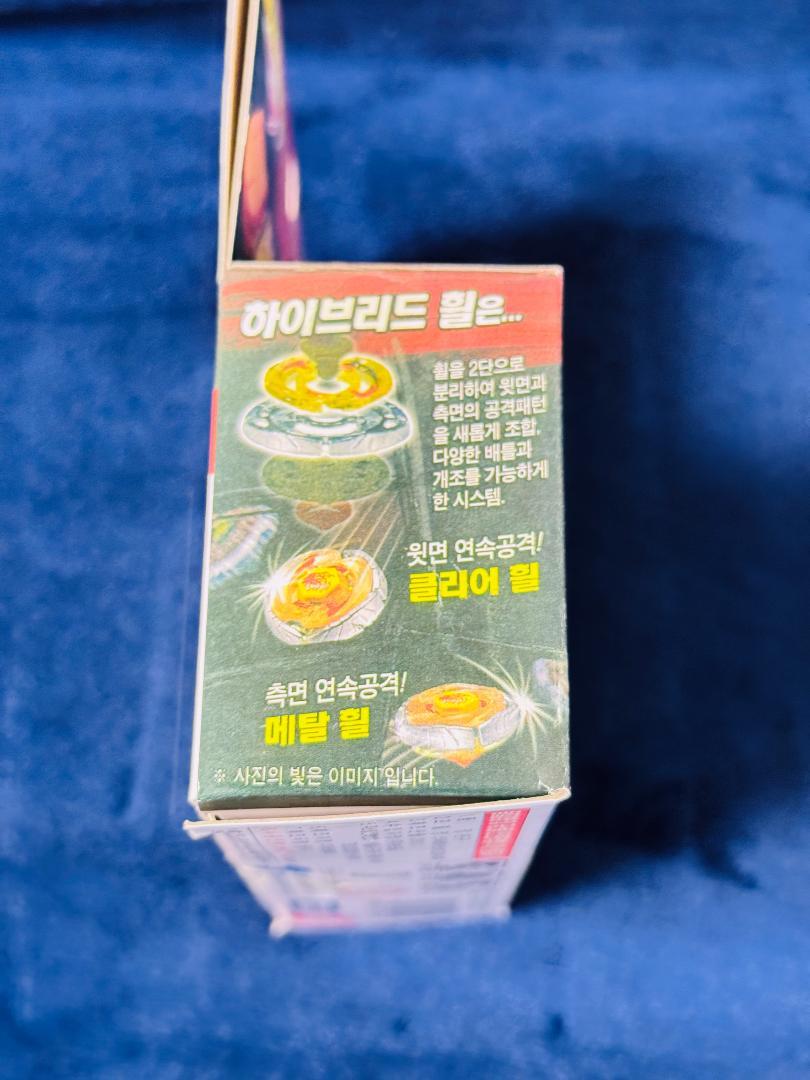 하이브리드 휠은...
휠을 2단으로
분리하여 윗면과
측면의 공격패턴
을 새롭게 조합,
다양한 배틀과
개조를 가능하게
한 시스템.
윗면 연속공격!
클리어 휠
측면 연속공격!
메탈 휠
※ 사진의 빛은 이미지 입니다.